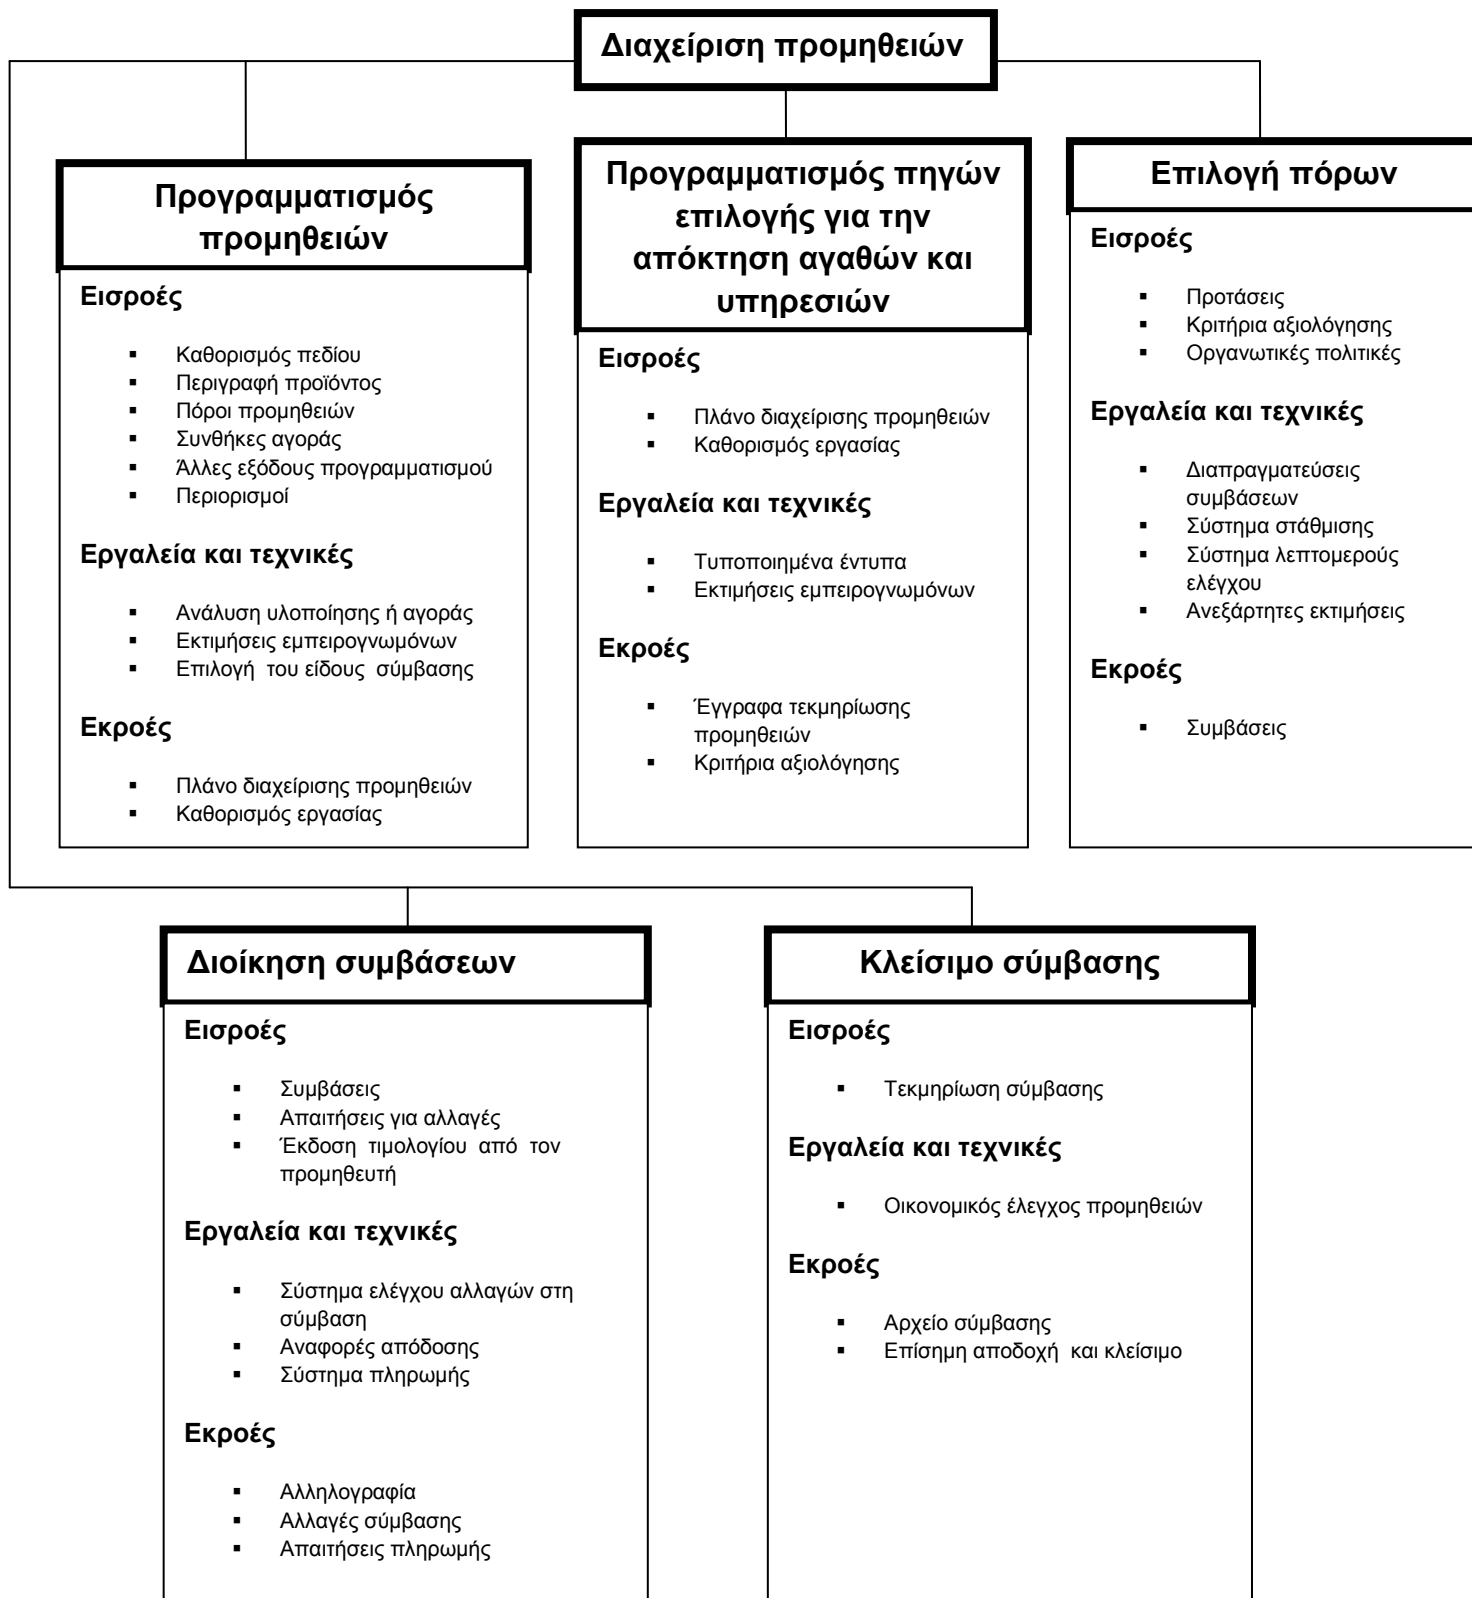 Διαχείριση προμηθειών
Προγραμματισμός
προμηθειών
Εισροές
▪ Καθορισμός πεδίου
▪ Περιγραφή προϊόντος
▪ Πόροι προμηθειών
▪ Συνθήκες αγοράς
▪ Άλλες εξόδους προγραμματισμού
▪ Περιορισμοί
Εργαλεία και τεχνικές
▪ Ανάλυση υλοποίησης ή αγοράς
▪ Εκτιμήσεις εμπειρογνωμόνων
▪ Επιλογή του είδους σύμβασης
Εκροές
▪ Πλάνο διαχείρισης προμηθειών
▪ Καθορισμός εργασίας
Προγραμματισμός πηγών
επιλογής για την
απόκτηση αγαθών και
υπηρεσιών
Εισροές
▪ Πλάνο διαχείρισης προμηθειών
▪ Καθορισμός εργασίας
Εργαλεία και τεχνικές
▪ Τυποποιημένα έντυπα
▪ Εκτιμήσεις εμπειρογνωμόνων
Εκροές
▪ Έγγραφα τεκμηρίωσης
προμηθειών
▪ Κριτήρια αξιολόγησης
Επιλογή πόρων
Εισροές
▪ Προτάσεις
▪ Κριτήρια αξιολόγησης
▪ Οργανωτικές πολιτικές
Εργαλεία και τεχνικές
▪ Διαπραγματεύσεις
συμβάσεων
▪ Σύστημα στάθμισης
▪ Σύστημα λεπτομερούς
ελέγχου
▪ Ανεξάρτητες εκτιμήσεις
Εκροές
▪ Συμβάσεις
Διοίκηση συμβάσεων
Εισροές
▪ Συμβάσεις
▪ Απαιτήσεις για αλλαγές
▪ Έκδοση τιμολογίου από τον
προμηθευτή
Εργαλεία και τεχνικές
▪ Σύστημα ελέγχου αλλαγών στη
σύμβαση
▪ Αναφορές απόδοσης
▪ Σύστημα πληρωμής
Εκροές
▪ Αλληλογραφία
▪ Αλλαγές σύμβασης
▪ Απαιτήσεις πληρωμής
Κλείσιμο σύμβασης
Εισροές
▪ Τεκμηρίωση σύμβασης
Εργαλεία και τεχνικές
▪ Οικονομικός έλεγχος προμηθειών
Εκροές
▪ Αρχείο σύμβασης
▪ Επίσημη αποδοχή και κλείσιμο